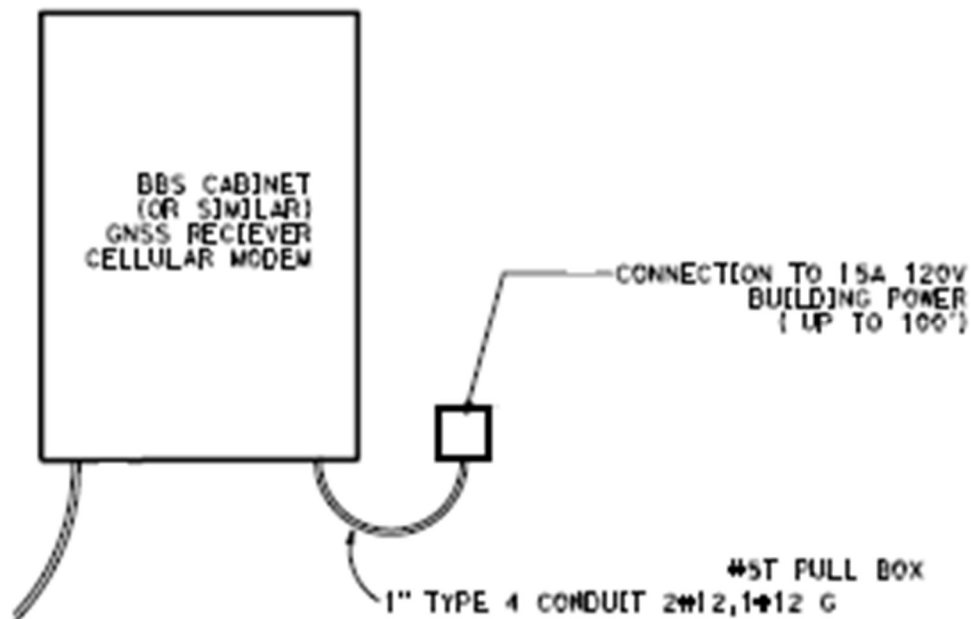 BBS CABINET
(OR SIMILAR)
GNSS RECIEVER
CELLULAR MODEM
CONNECTION TO 15A 120V
BUILDING POWER
( UP TO 100')
#5T PULL BOX
1" TYPE 4 CONDUIT 2#12,1#12 G